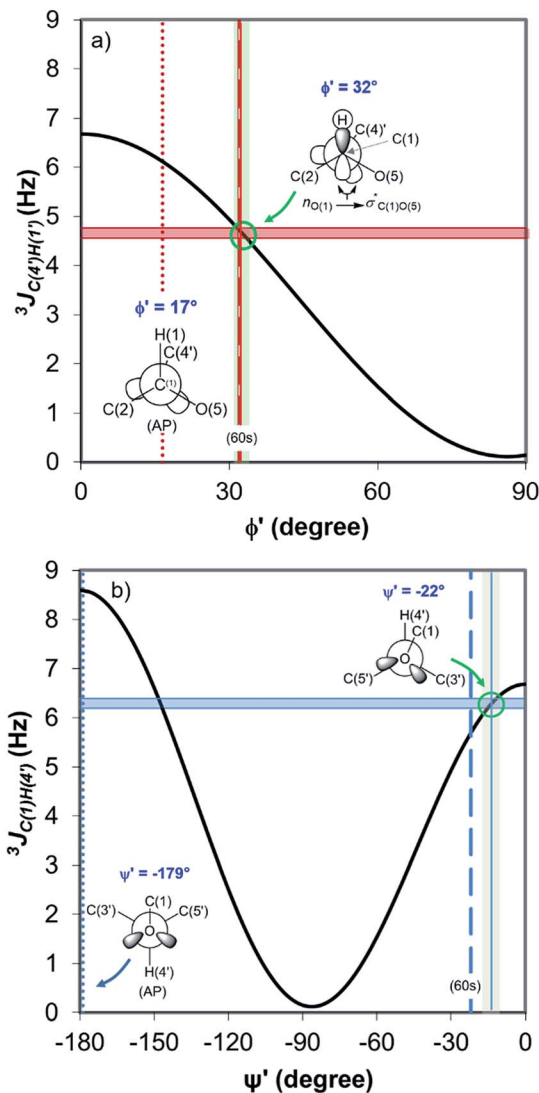 a)
9
8
7
6
5
4
3
2
1
0
³J_C(4')H(1') (Hz)
ϕ' = 32°
H
C(4)'
C(1)
C(2)
O(5)
n_O(1) → σ*_C(1)O(5)
ϕ' = 17°
H(1)
C(4')
C(1)
C(2)
O(5)
(AP)
(60s)
0 30 60 90
ϕ' (degree)
b)
9
8
7
6
5
4
3
2
1
0
³J_C(1)H(4') (Hz)
ψ' = -22°
H(4')
C(1)
O
C(5')
C(3')
ψ' = -179°
C(3')
C(1)
C(5')
O
H(4')
(AP)
(60s)
-180 -150 -120 -90 -60 -30 0
ψ' (degree)